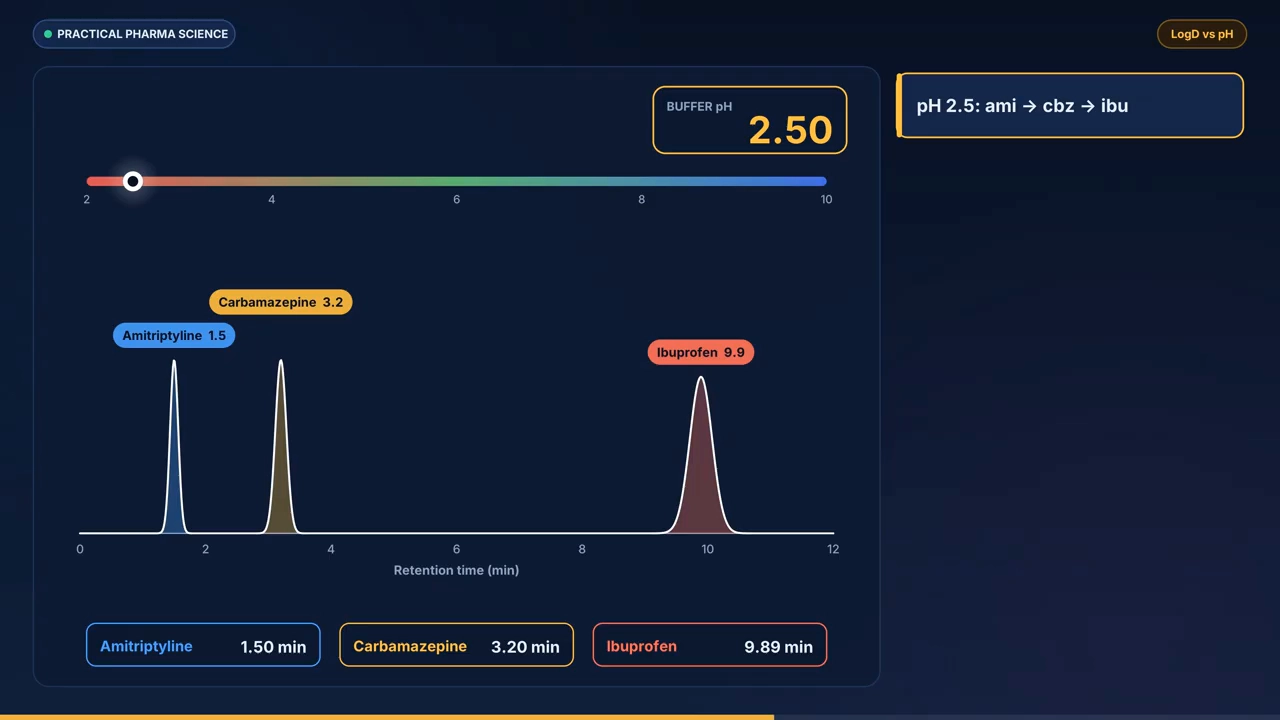 PRACTICAL PHARMA SCIENCE
LogD vs pH
BUFFER pH
2.50
pH 2.5: ami → cbz → ibu
2 4 6 8 10
Carbamazepine 3.2
Amitriptyline 1.5
Ibuprofen 9.9
0 2 4 6 8 10 12
Retention time (min)
Amitriptyline 1.50 min
Carbamazepine 3.20 min
Ibuprofen 9.89 min